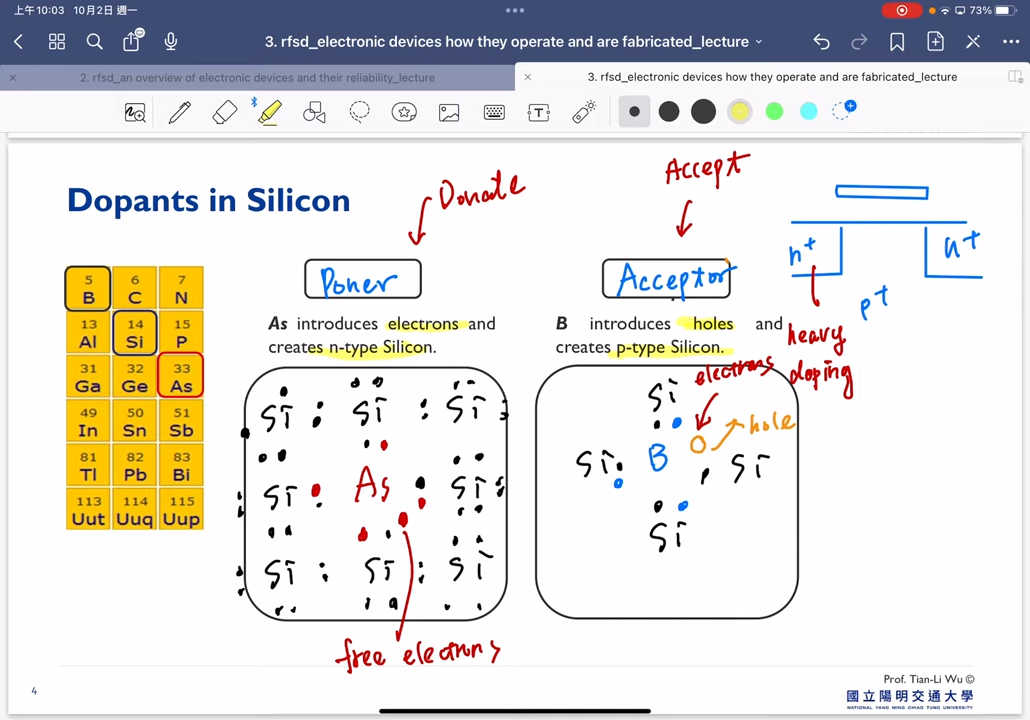 上午10:03 10月2日 週一
73%
3. rfsd_electronic devices how they operate and are fabricated_lecture
2. rfsd_an overview of electronic devices and their reliability_lecture
3. rfsd_electronic devices how they operate and are fabricated_lecture
Dopants in Silicon
Donate
Accept
Doner
Acceptor
n+
n+
p+
heavy
doping
As introduces electrons and
creates n-type Silicon.
B introduces holes and
creates p-type Silicon.
5 6 7
B C N
13 14 15
Al Si P
31 32 33
Ga Ge As
49 50 51
In Sn Sb
81 82 83
Tl Pb Bi
113 114 115
Uut Uuq Uup
Si Si Si
Si As Si
Si Si Si
free electrons
electrons
hole
Si
Si B Si
Si
4
Prof. Tian-Li Wu ©
國立陽明交通大學
NATIONAL YANG MING CHIAO TUNG UNIVERSITY